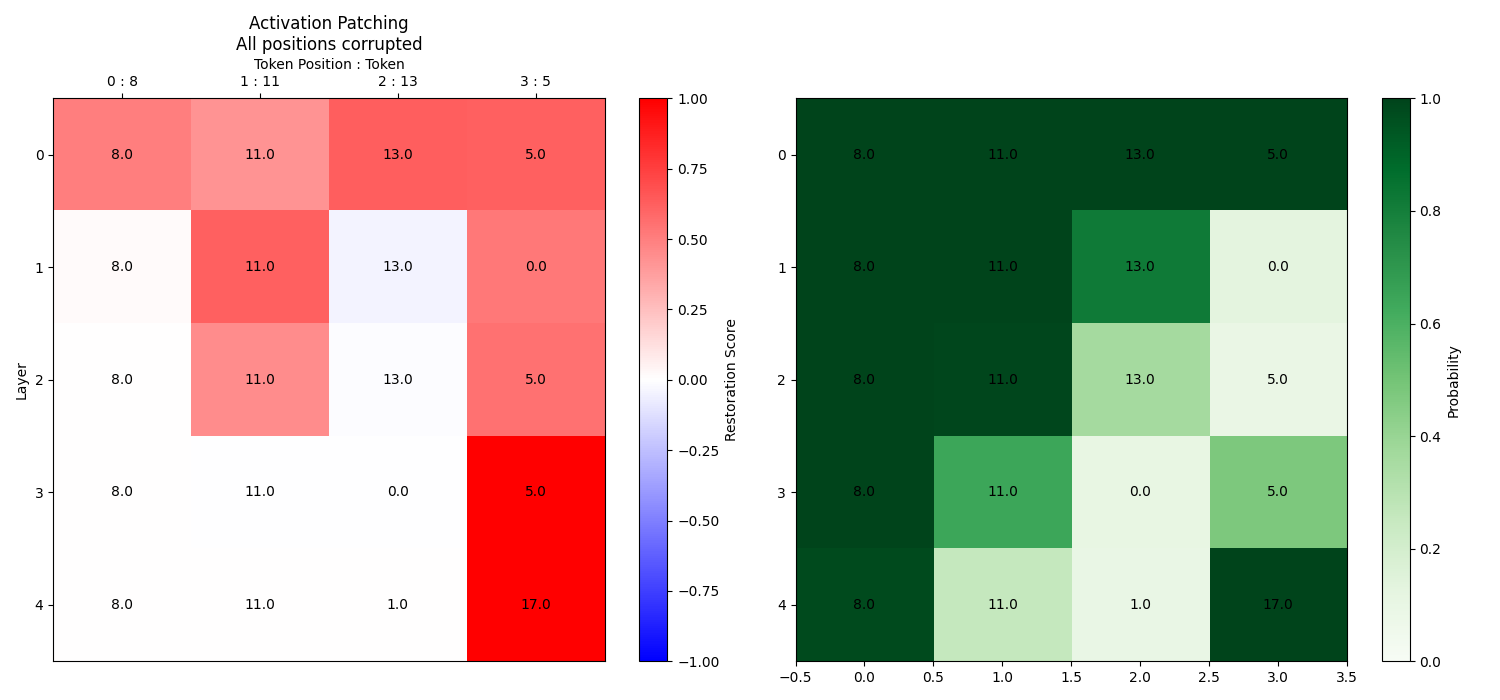 Activation Patching
All positions corrupted
Token Position : Token
0 : 8 1 : 11 2 : 13 3 : 5
0 8.0 11.0 13.0 5.0
1 8.0 11.0 13.0 0.0
2 8.0 11.0 13.0 5.0
3 8.0 11.0 0.0 5.0
4 8.0 11.0 1.0 17.0
Layer
1.00
0.75
0.50
0.25
0.00
−0.25
−0.50
−0.75
−1.00
Restoration Score
0 8.0 11.0 13.0 5.0
1 8.0 11.0 13.0 0.0
2 8.0 11.0 13.0 5.0
3 8.0 11.0 0.0 5.0
4 8.0 11.0 1.0 17.0
−0.5 0.0 0.5 1.0 1.5 2.0 2.5 3.0 3.5
1.0
0.8
0.6
0.4
0.2
0.0
Probability